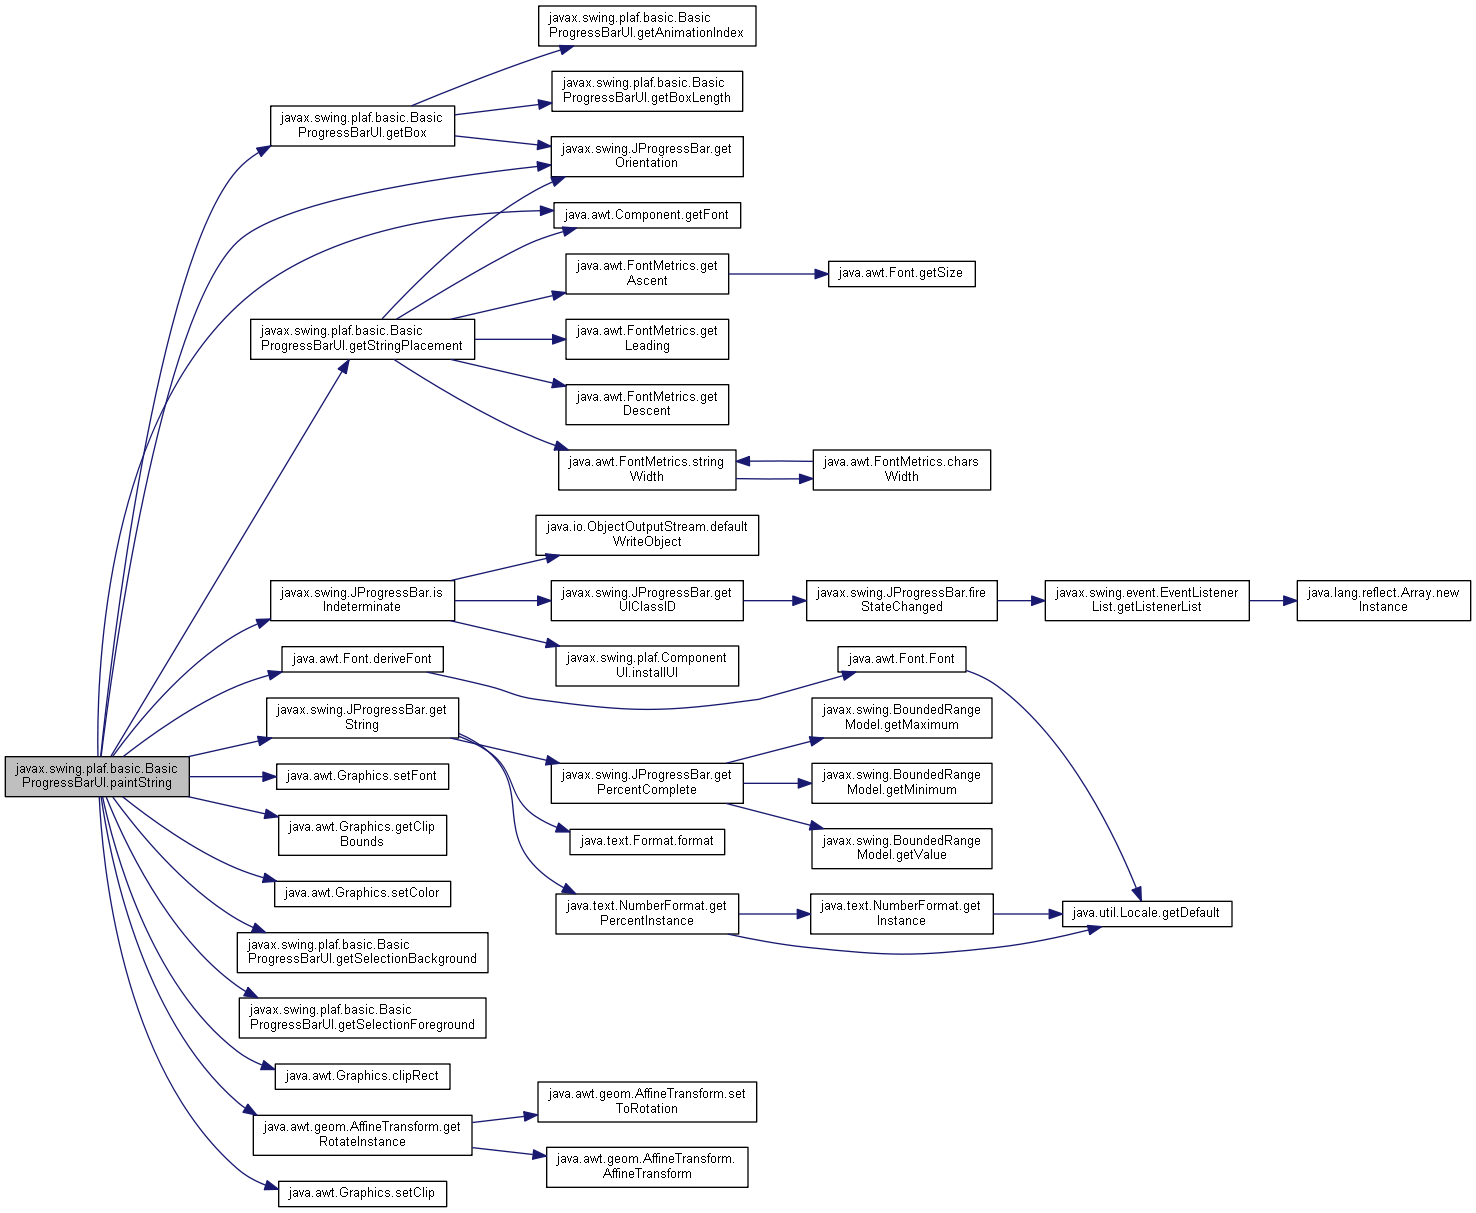 javax.swing.plaf.basic.Basic
ProgressBarUI.getAnimationIndex
javax.swing.plaf.basic.Basic
ProgressBarUI.getBoxLength
javax.swing.plaf.basic.Basic
ProgressBarUI.getBox
javax.swing.JProgressBar.get
Orientation
java.awt.Component.getFont
java.awt.FontMetrics.get
Ascent
java.awt.Font.getSize
javax.swing.plaf.basic.Basic
ProgressBarUI.getStringPlacement
java.awt.FontMetrics.get
Leading
java.awt.FontMetrics.get
Descent
java.awt.FontMetrics.string
Width
java.awt.FontMetrics.chars
Width
java.io.ObjectOutputStream.default
WriteObject
javax.swing.JProgressBar.is
Indeterminate
javax.swing.JProgressBar.get
UIClassID
javax.swing.JProgressBar.fire
StateChanged
javax.swing.event.EventListener
List.getListenerList
java.lang.reflect.Array.new
Instance
java.awt.Font.deriveFont
javax.swing.plaf.Component
UI.installUI
java.awt.Font.Font
javax.swing.JProgressBar.get
String
javax.swing.BoundedRange
Model.getMaximum
javax.swing.plaf.basic.Basic
ProgressBarUI.paintString
java.awt.Graphics.setFont
javax.swing.JProgressBar.get
PercentComplete
javax.swing.BoundedRange
Model.getMinimum
java.awt.Graphics.getClip
Bounds
java.text.Format.format
javax.swing.BoundedRange
Model.getValue
java.awt.Graphics.setColor
java.text.NumberFormat.get
PercentInstance
java.text.NumberFormat.get
Instance
java.util.Locale.getDefault
javax.swing.plaf.basic.Basic
ProgressBarUI.getSelectionBackground
javax.swing.plaf.basic.Basic
ProgressBarUI.getSelectionForeground
java.awt.Graphics.clipRect
java.awt.geom.AffineTransform.get
RotateInstance
java.awt.geom.AffineTransform.set
ToRotation
java.awt.geom.AffineTransform.
AffineTransform
java.awt.Graphics.setClip